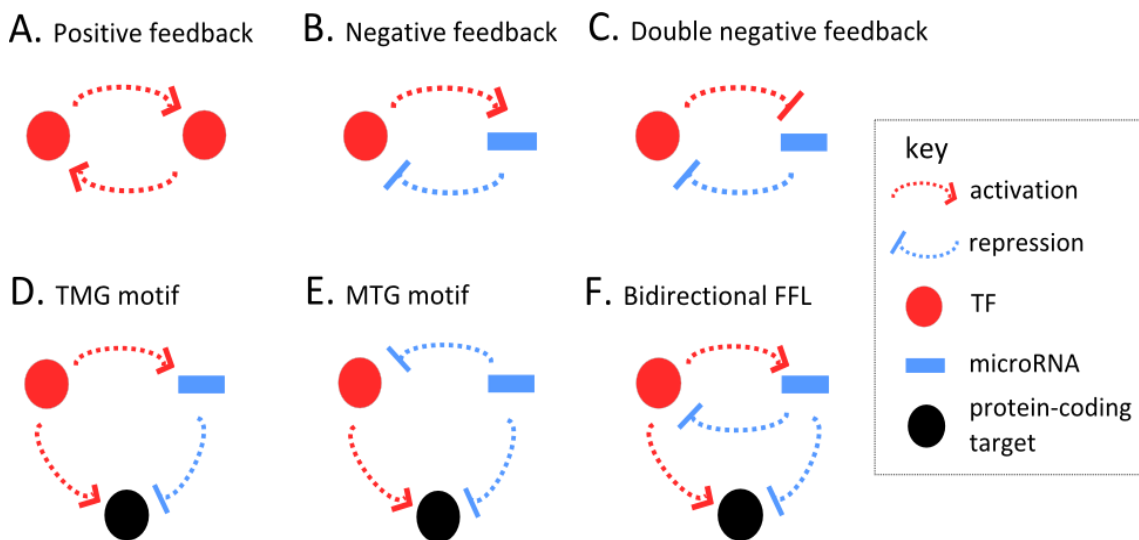 A. Positive feedback
B. Negative feedback
C. Double negative feedback
D. TMG motif
E. MTG motif
F. Bidirectional FFL
key
activation
repression
TF
microRNA
protein-coding
target